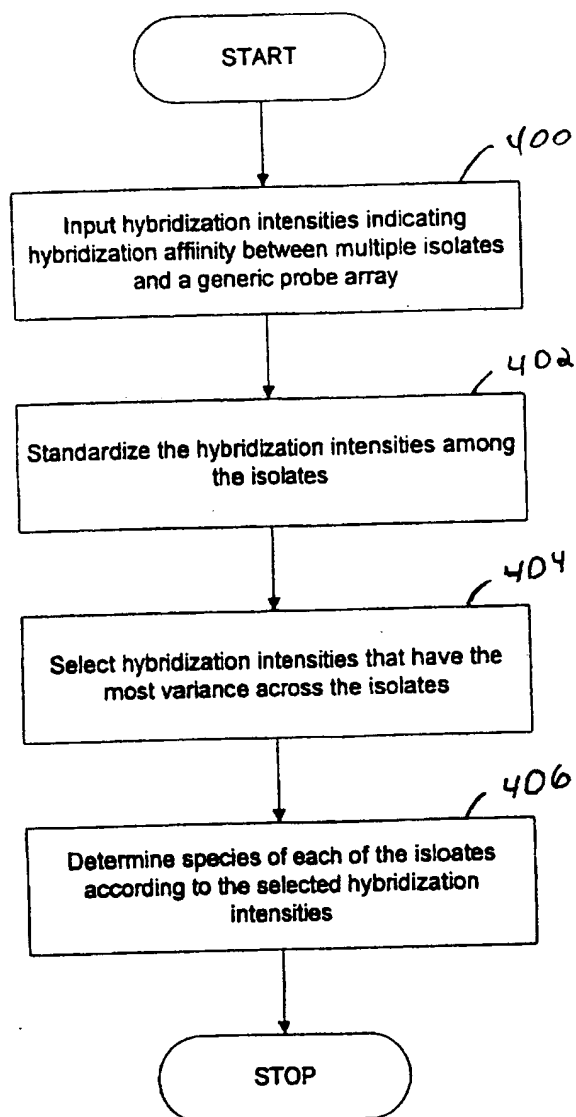 START
400
Input hybridization intensities indicating
hybridization affiinity between multiple isolates
and a generic probe array
402
Standardize the hybridization intensities among
the isolates
404
Select hybridization intensities that have the
most variance across the isolates
406
Determine species of each of the isloates
according to the selected hybridization
intensities
STOP